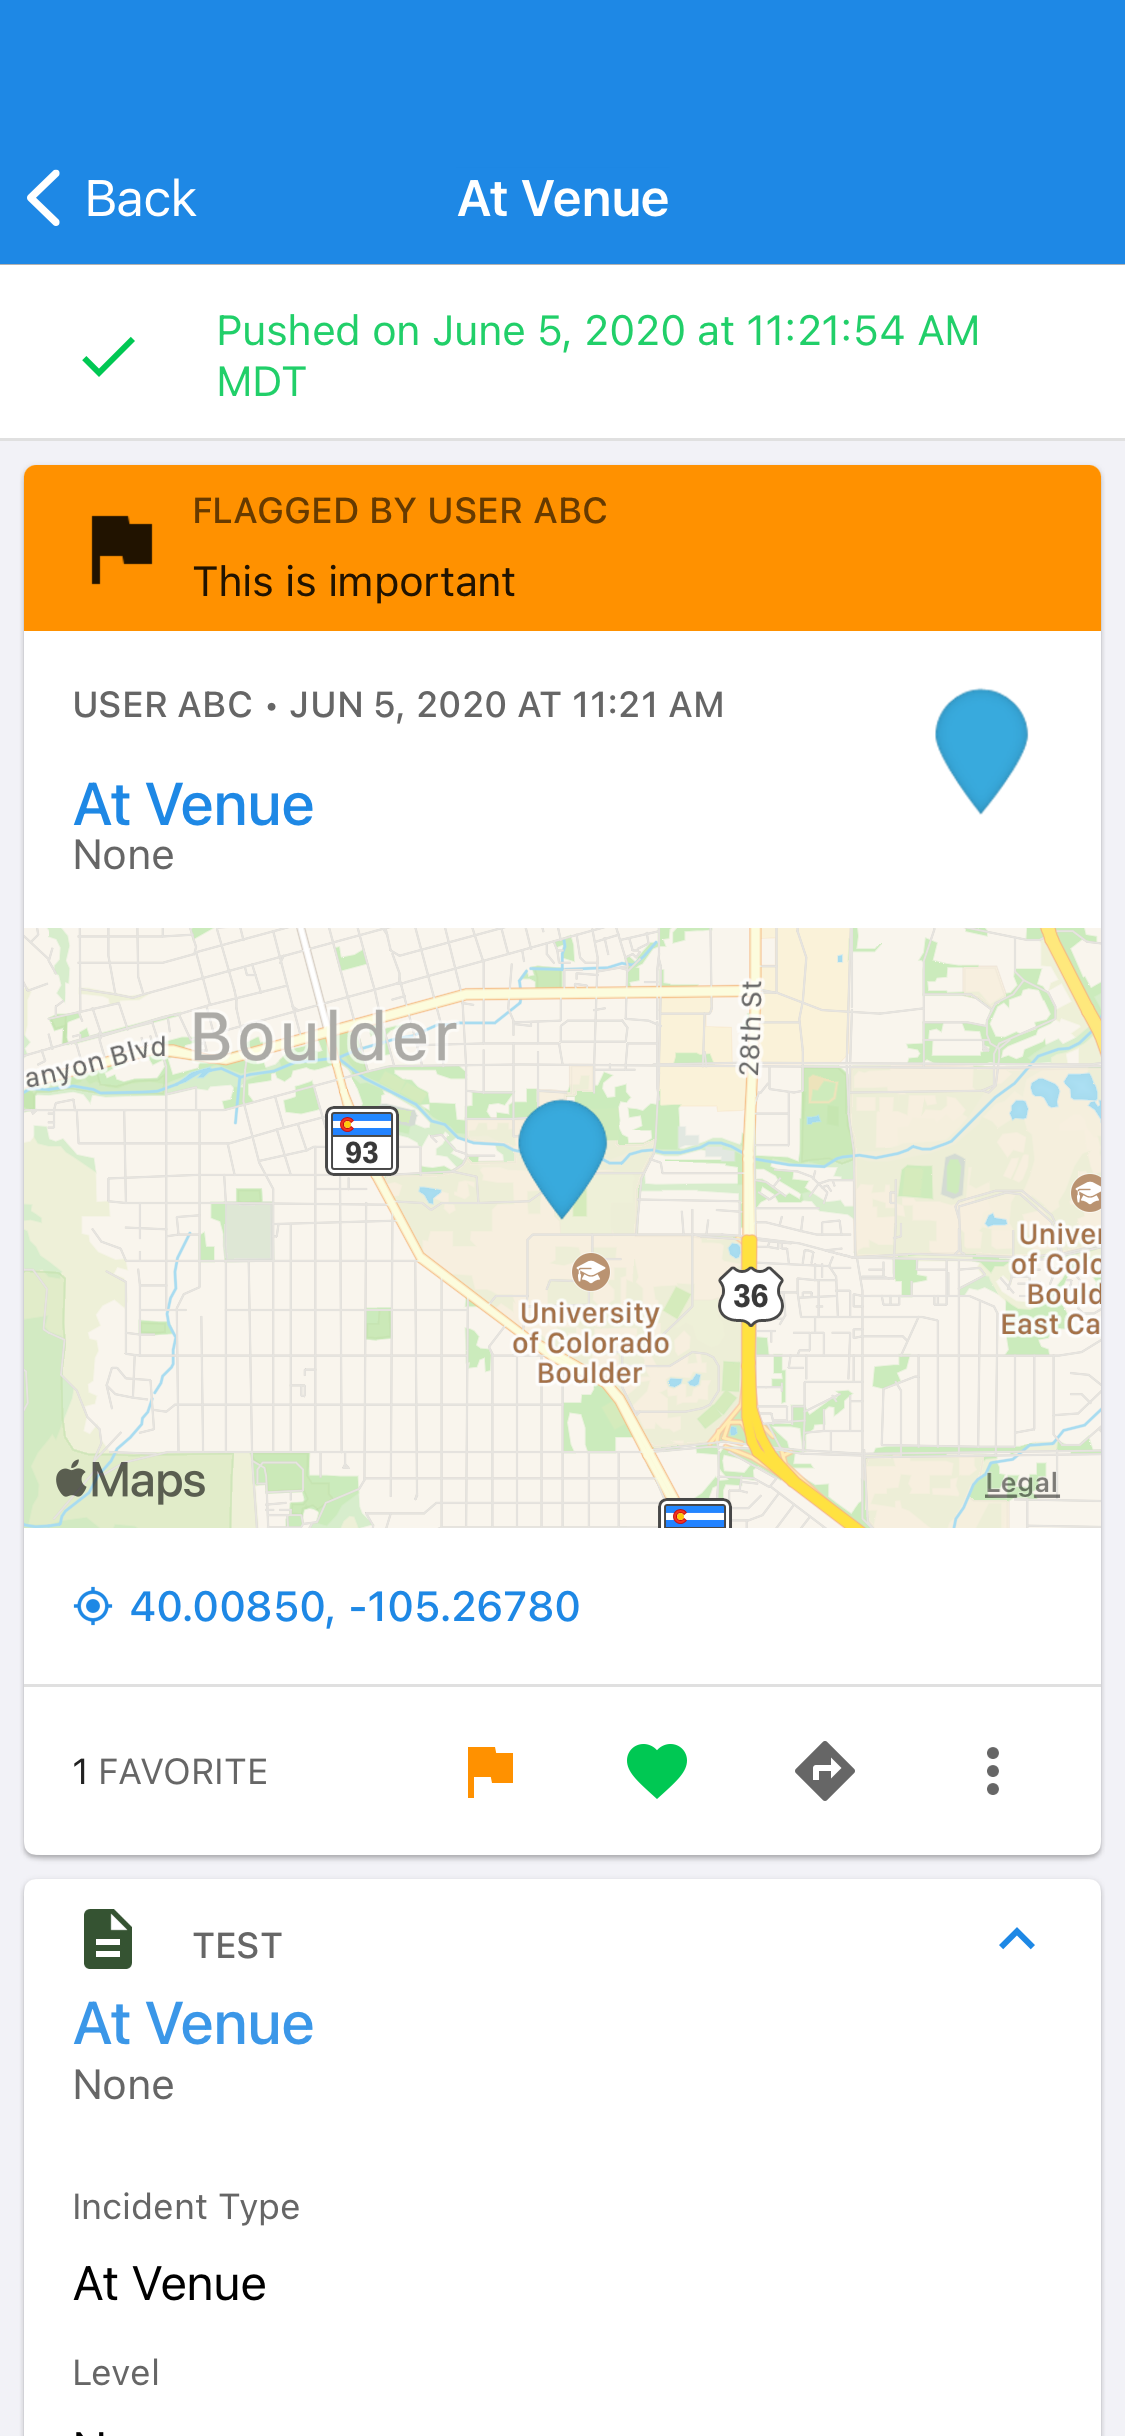 Back
At Venue
Pushed on June 5, 2020 at 11:21:54 AM
MDT
FLAGGED BY USER ABC
This is important
USER ABC • JUN 5, 2020 AT 11:21 AM
At Venue
None
28th St
Boulder
anyon Blvd
93
Univer
of Colo
Bould
East Ca
36
University
of Colorado
Boulder
Maps
Legal
40.00850, -105.26780
1 FAVORITE
TEST
At Venue
None
Incident Type
At Venue
Level